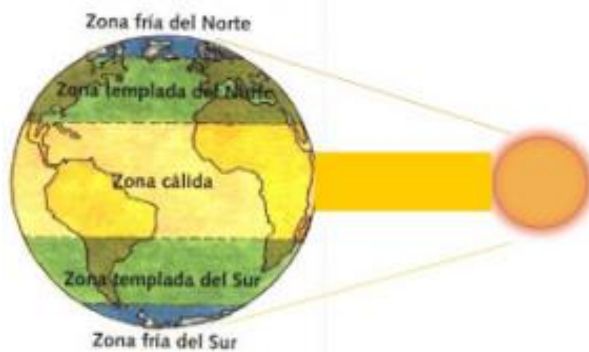 Zona fría del Norte
Zona templada del Norte
Zona cálida
Zona templada del Sur
Zona fría del Sur